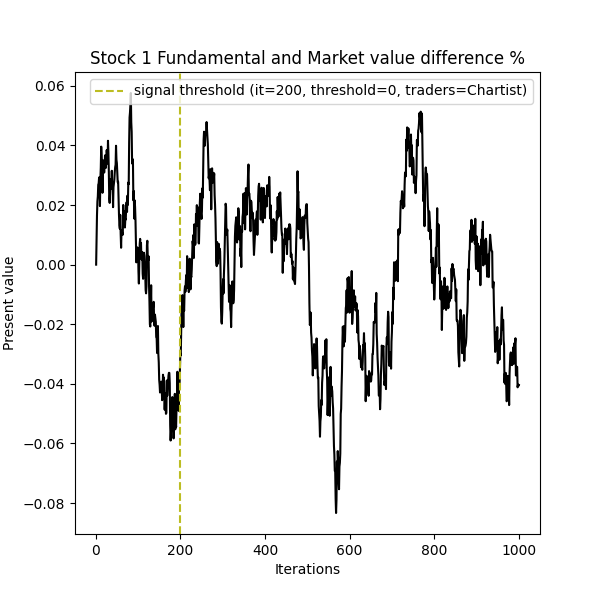 Stock 1 Fundamental and Market value difference %
signal threshold (it=200, threshold=0, traders=Chartist)
0.06
0.04
0.02
0.00
−0.02
−0.04
−0.06
−0.08
Present value
0 200 400 600 800 1000
Iterations